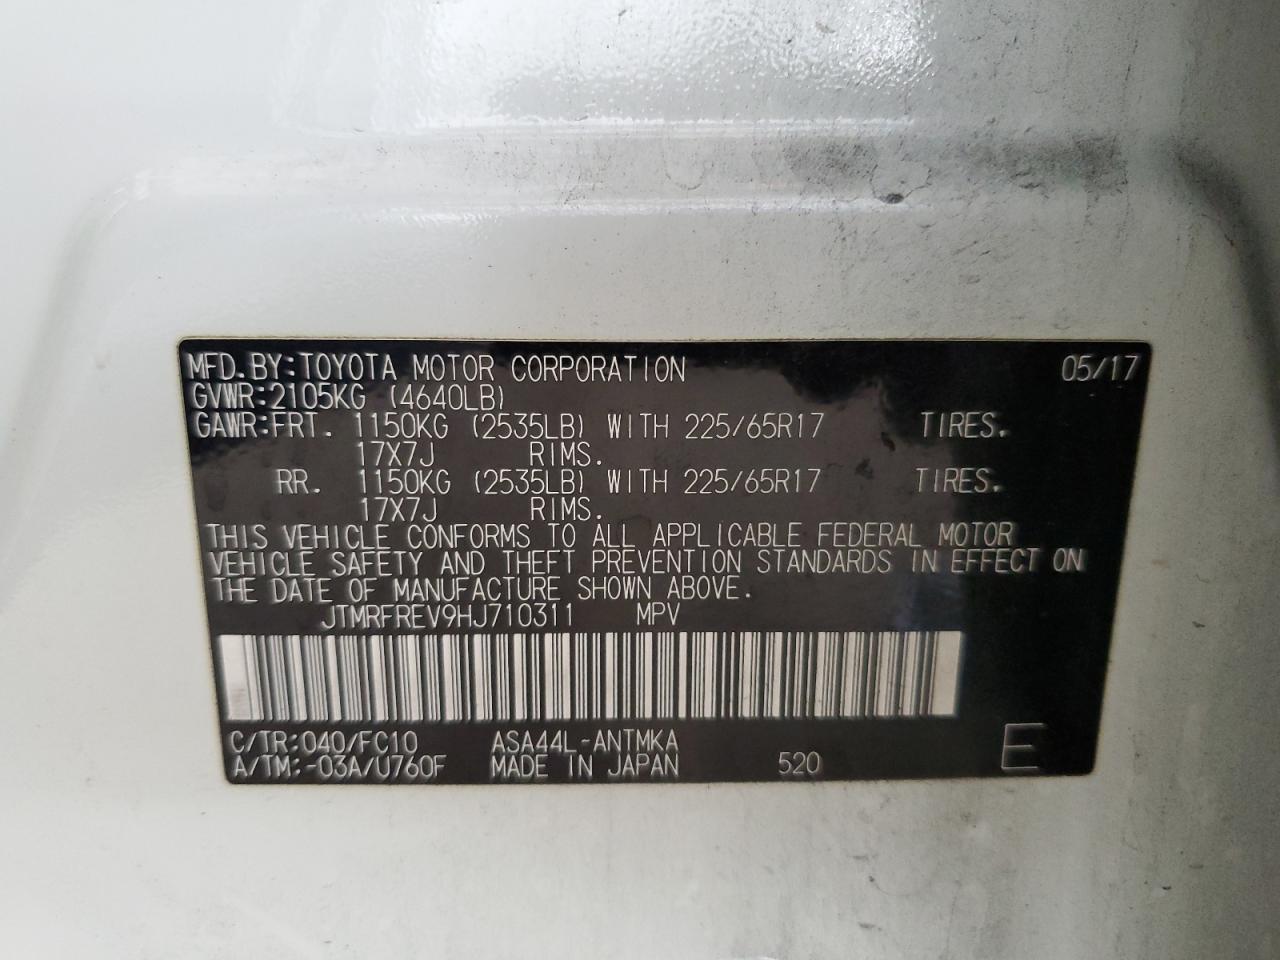 MFD.BY:TOYOTA MOTOR CORPORATION 05/17
GVWR:2105KG (4640LB)
GAWR:FRT. 1150KG (2535LB) WITH 225/65R17 TIRES.
17X7J RIMS.
RR. 1150KG (2535LB) WITH 225/65R17 TIRES.
17X7J RIMS.
THIS VEHICLE CONFORMS TO ALL APPLICABLE FEDERAL MOTOR
VEHICLE SAFETY AND THEFT PREVENTION STANDARDS IN EFFECT ON
THE DATE OF MANUFACTURE SHOWN ABOVE.
JTMRFREV9HJ710311 MPV
C/TR:040/FC10 ASA44L-ANTMKA
A/TM:-03A/U760F MADE IN JAPAN 520 E